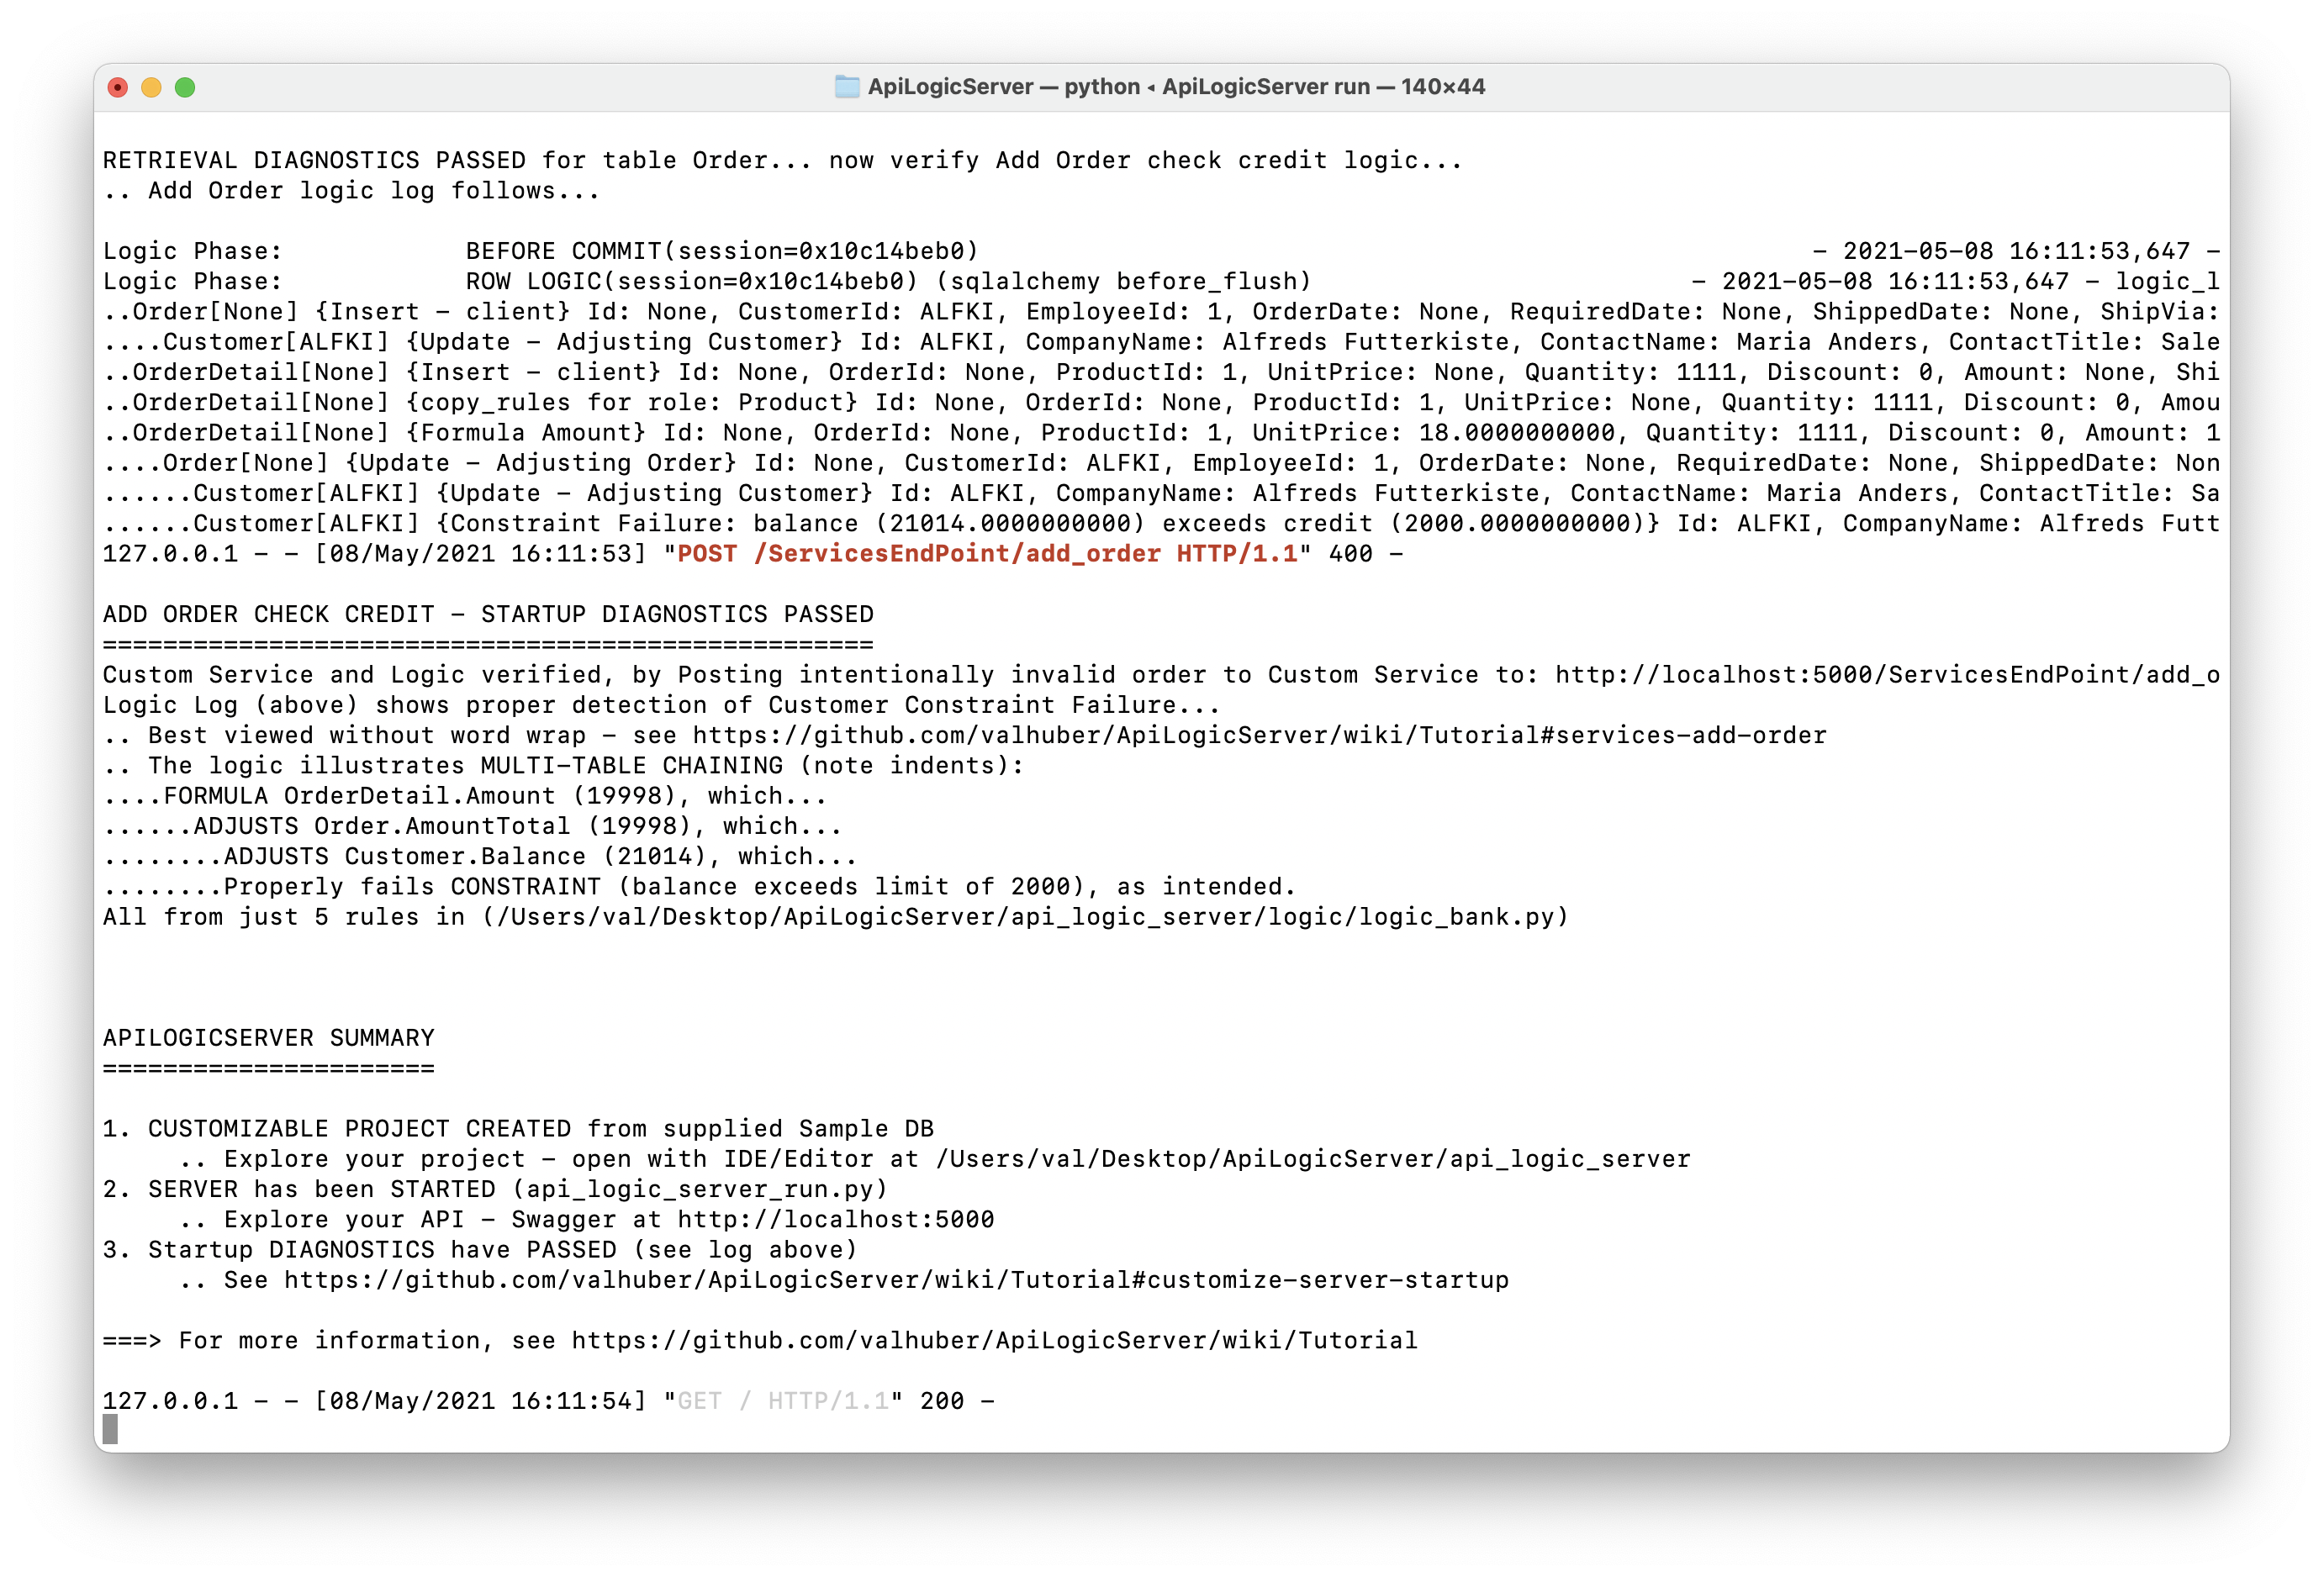 ApiLogicServer — python ◂ ApiLogicServer run — 140×44
RETRIEVAL DIAGNOSTICS PASSED for table Order... now verify Add Order check credit logic...
.. Add Order logic log follows...
Logic Phase:            BEFORE COMMIT(session=0x10c14beb0)                                                       - 2021-05-08 16:11:53,647 -
Logic Phase:            ROW LOGIC(session=0x10c14beb0) (sqlalchemy before_flush)                         - 2021-05-08 16:11:53,647 - logic_l
..Order[None] {Insert - client} Id: None, CustomerId: ALFKI, EmployeeId: 1, OrderDate: None, RequiredDate: None, ShippedDate: None, ShipVia:
....Customer[ALFKI] {Update - Adjusting Customer} Id: ALFKI, CompanyName: Alfreds Futterkiste, ContactName: Maria Anders, ContactTitle: Sale
..OrderDetail[None] {Insert - client} Id: None, OrderId: None, ProductId: 1, UnitPrice: None, Quantity: 1111, Discount: 0, Amount: None, Shi
..OrderDetail[None] {copy_rules for role: Product} Id: None, OrderId: None, ProductId: 1, UnitPrice: None, Quantity: 1111, Discount: 0, Amou
..OrderDetail[None] {Formula Amount} Id: None, OrderId: None, ProductId: 1, UnitPrice: 18.0000000000, Quantity: 1111, Discount: 0, Amount: 1
....Order[None] {Update - Adjusting Order} Id: None, CustomerId: ALFKI, EmployeeId: 1, OrderDate: None, RequiredDate: None, ShippedDate: Non
......Customer[ALFKI] {Update - Adjusting Customer} Id: ALFKI, CompanyName: Alfreds Futterkiste, ContactName: Maria Anders, ContactTitle: Sa
......Customer[ALFKI] {Constraint Failure: balance (21014.0000000000) exceeds credit (2000.0000000000)} Id: ALFKI, CompanyName: Alfreds Futt
127.0.0.1 - - [08/May/2021 16:11:53] "POST /ServicesEndPoint/add_order HTTP/1.1" 400 -
ADD ORDER CHECK CREDIT - STARTUP DIAGNOSTICS PASSED
===================================================
Custom Service and Logic verified, by Posting intentionally invalid order to Custom Service to: http://localhost:5000/ServicesEndPoint/add_o
Logic Log (above) shows proper detection of Customer Constraint Failure...
.. Best viewed without word wrap - see https://github.com/valhuber/ApiLogicServer/wiki/Tutorial#services-add-order
.. The logic illustrates MULTI-TABLE CHAINING (note indents):
....FORMULA OrderDetail.Amount (19998), which...
......ADJUSTS Order.AmountTotal (19998), which...
........ADJUSTS Customer.Balance (21014), which...
........Properly fails CONSTRAINT (balance exceeds limit of 2000), as intended.
All from just 5 rules in (/Users/val/Desktop/ApiLogicServer/api_logic_server/logic/logic_bank.py)
APILOGICSERVER SUMMARY
======================
1. CUSTOMIZABLE PROJECT CREATED from supplied Sample DB
     .. Explore your project - open with IDE/Editor at /Users/val/Desktop/ApiLogicServer/api_logic_server
2. SERVER has been STARTED (api_logic_server_run.py)
     .. Explore your API - Swagger at http://localhost:5000
3. Startup DIAGNOSTICS have PASSED (see log above)
     .. See https://github.com/valhuber/ApiLogicServer/wiki/Tutorial#customize-server-startup
===> For more information, see https://github.com/valhuber/ApiLogicServer/wiki/Tutorial
127.0.0.1 - - [08/May/2021 16:11:54] "GET / HTTP/1.1" 200 -